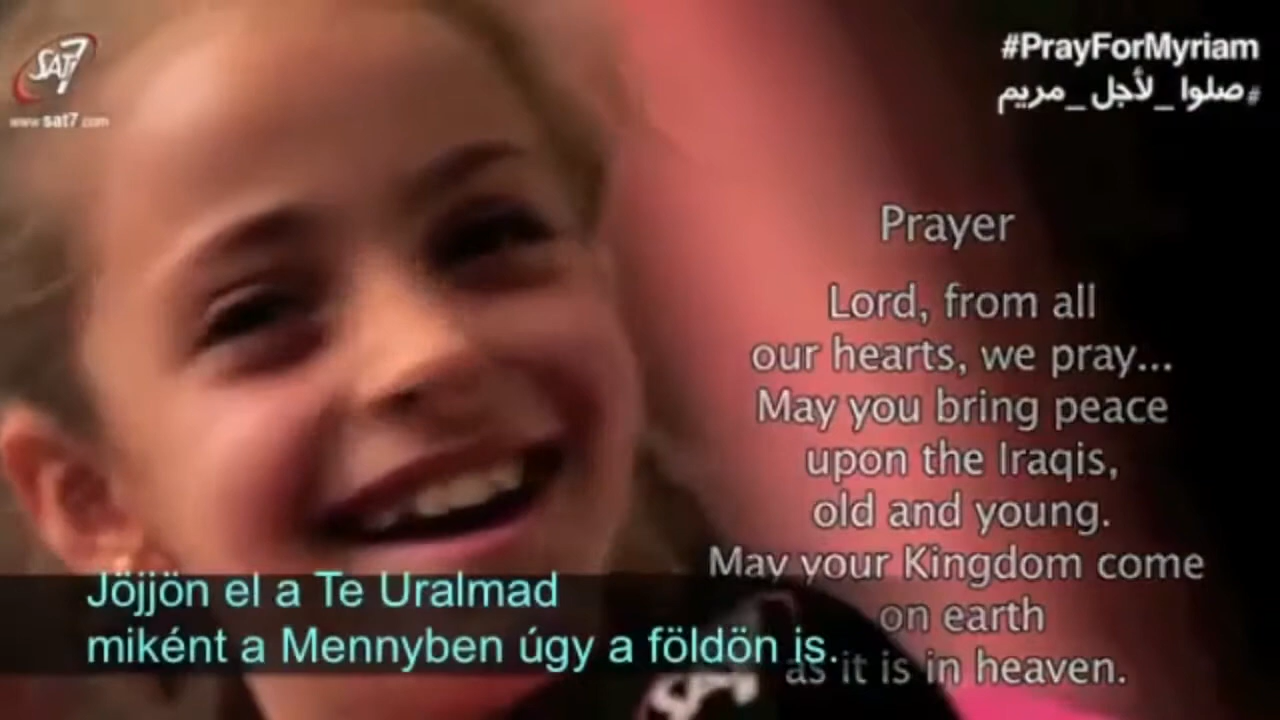 SAT7
www.sat7.com
#PrayForMyriam
#صلوا_لأجل_مريم
Prayer
Lord, from all
our hearts, we pray...
May you bring peace
upon the Iraqis,
old and young.
May your Kingdom come
on earth
as it is in heaven.
Jöjjön el a Te Uralmad
miként a Mennyben úgy a földön is.